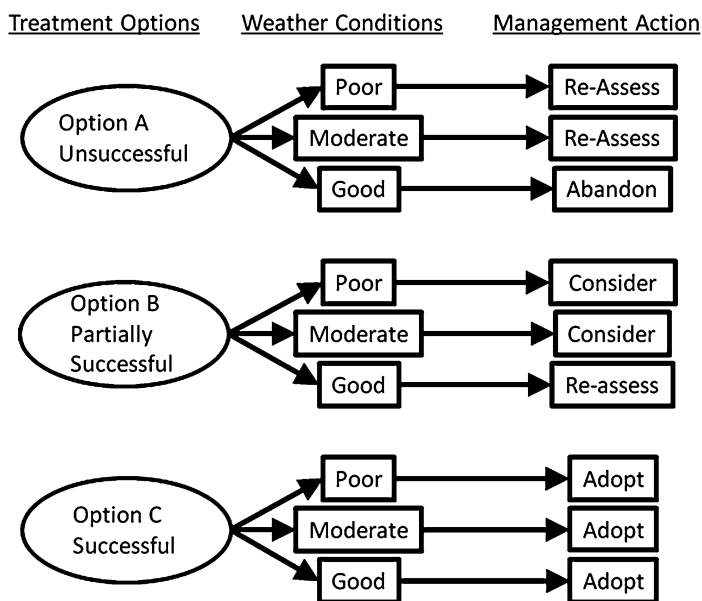 Treatment Options Weather Conditions Management Action
Poor Re-Assess
Option A
Unsuccessful
Moderate Re-Assess
Good Abandon
Poor Consider
Option B
Partially
Successful
Moderate Consider
Good Re-assess
Poor Adopt
Option C
Successful
Moderate Adopt
Good Adopt